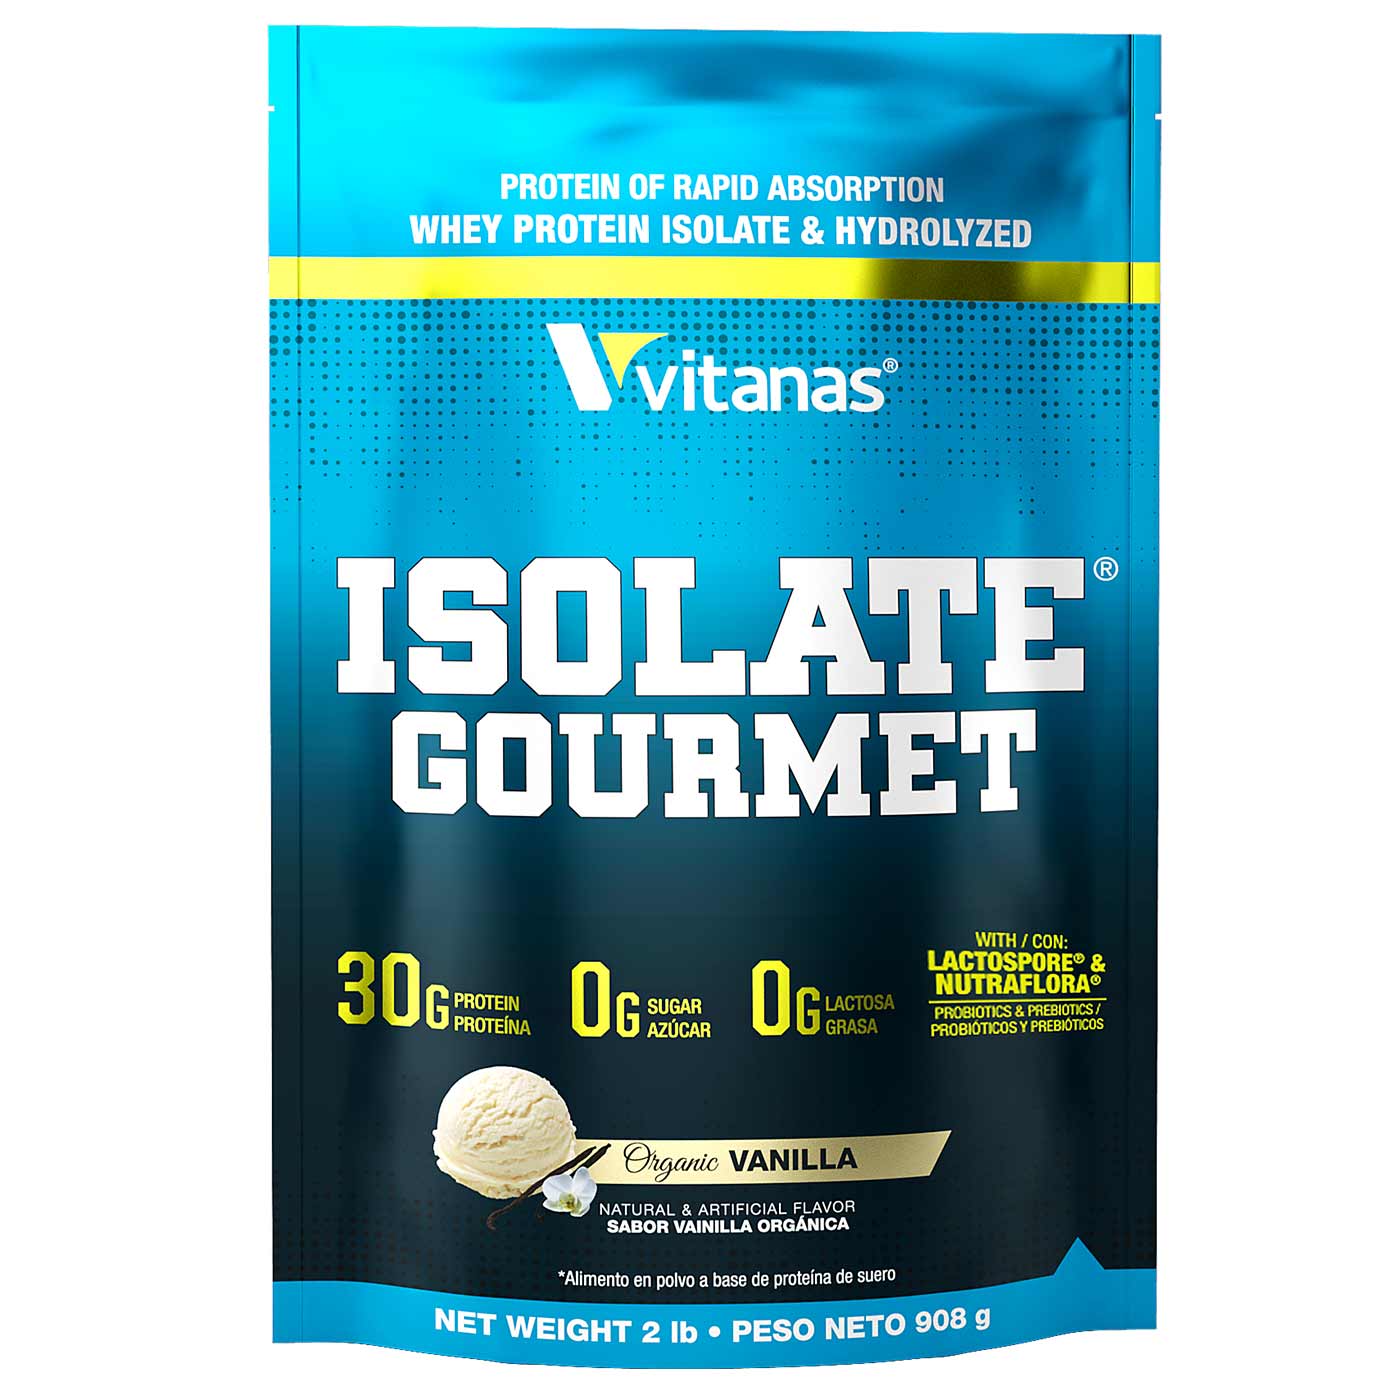 PROTEIN OF RAPID ABSORPTION
WHEY PROTEIN ISOLATE & HYDROLYZED
vitanas®
ISOLATE®
GOURMET
30G PROTEIN PROTEÍNA
0G SUGAR AZÚCAR
0G LACTOSA GRASA
WITH / CON:
LACTOSPORE® &
NUTRAFLORA®
PROBIOTICS & PREBIOTICS /
PROBIÓTICOS Y PREBIÓTICOS
Organic VANILLA
NATURAL & ARTIFICIAL FLAVOR
SABOR VAINILLA ORGÁNICA
*Alimento en polvo a base de proteína de suero
NET WEIGHT 2 lb • PESO NETO 908 g